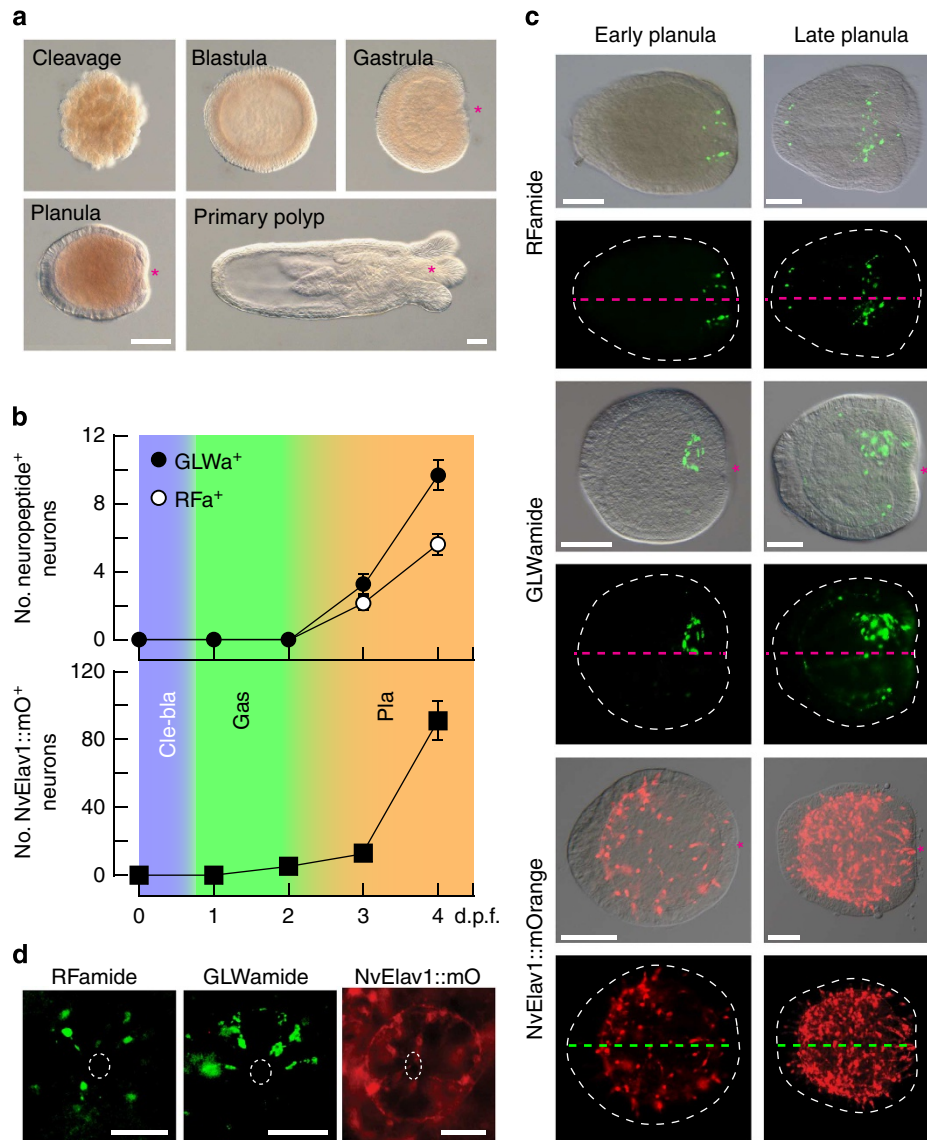 a
Cleavage
Blastula
Gastrula
*
Planula
*
Primary polyp
*
b
No. neuropeptide⁺
neurons
12
8
4
0
GLWa⁺
RFa⁺
No. NvElav1::mO⁺
neurons
120
80
40
0
Cle-bla
Gas
Pla
0 1 2 3 4 d.p.f.
c
Early planula
Late planula
RFamide
GLWamide
*
*
NvElav1::mOrange
*
*
d
RFamide
GLWamide
NvElav1::mO